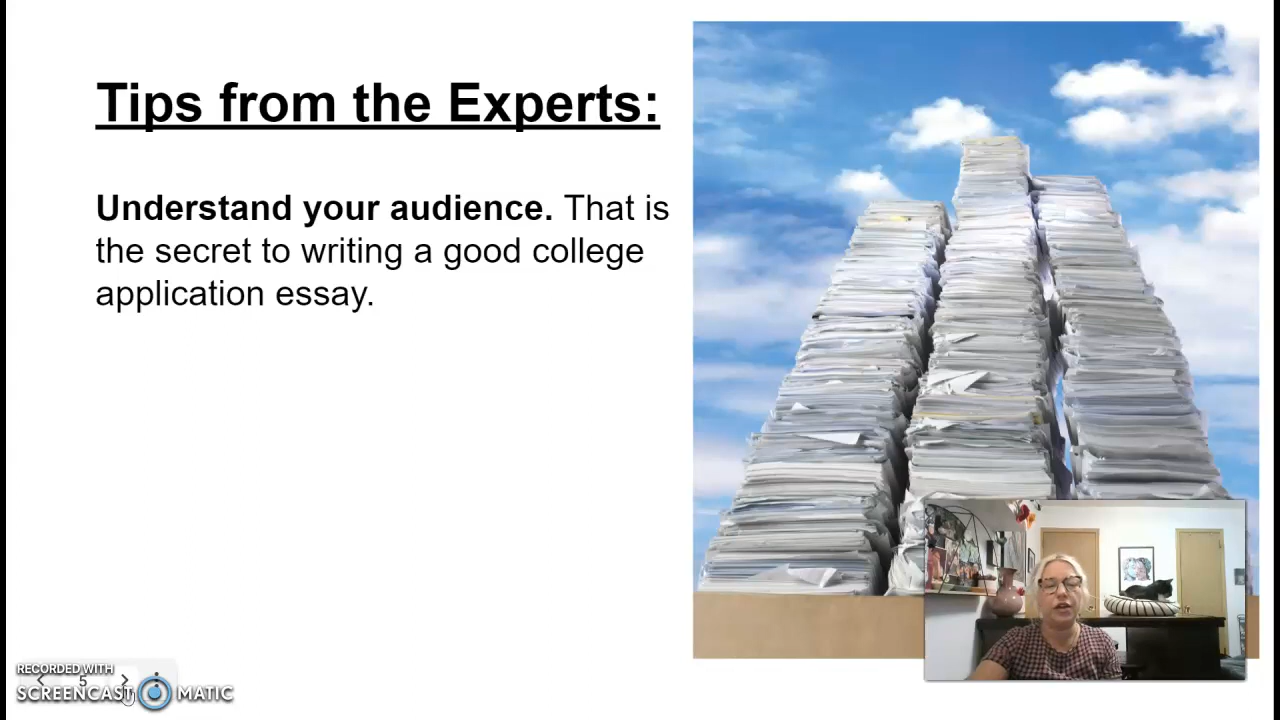 Tips from the Experts:
Understand your audience. That is
the secret to writing a good college
application essay.
RECORDED WITH
5
SCREENCAST MATIC